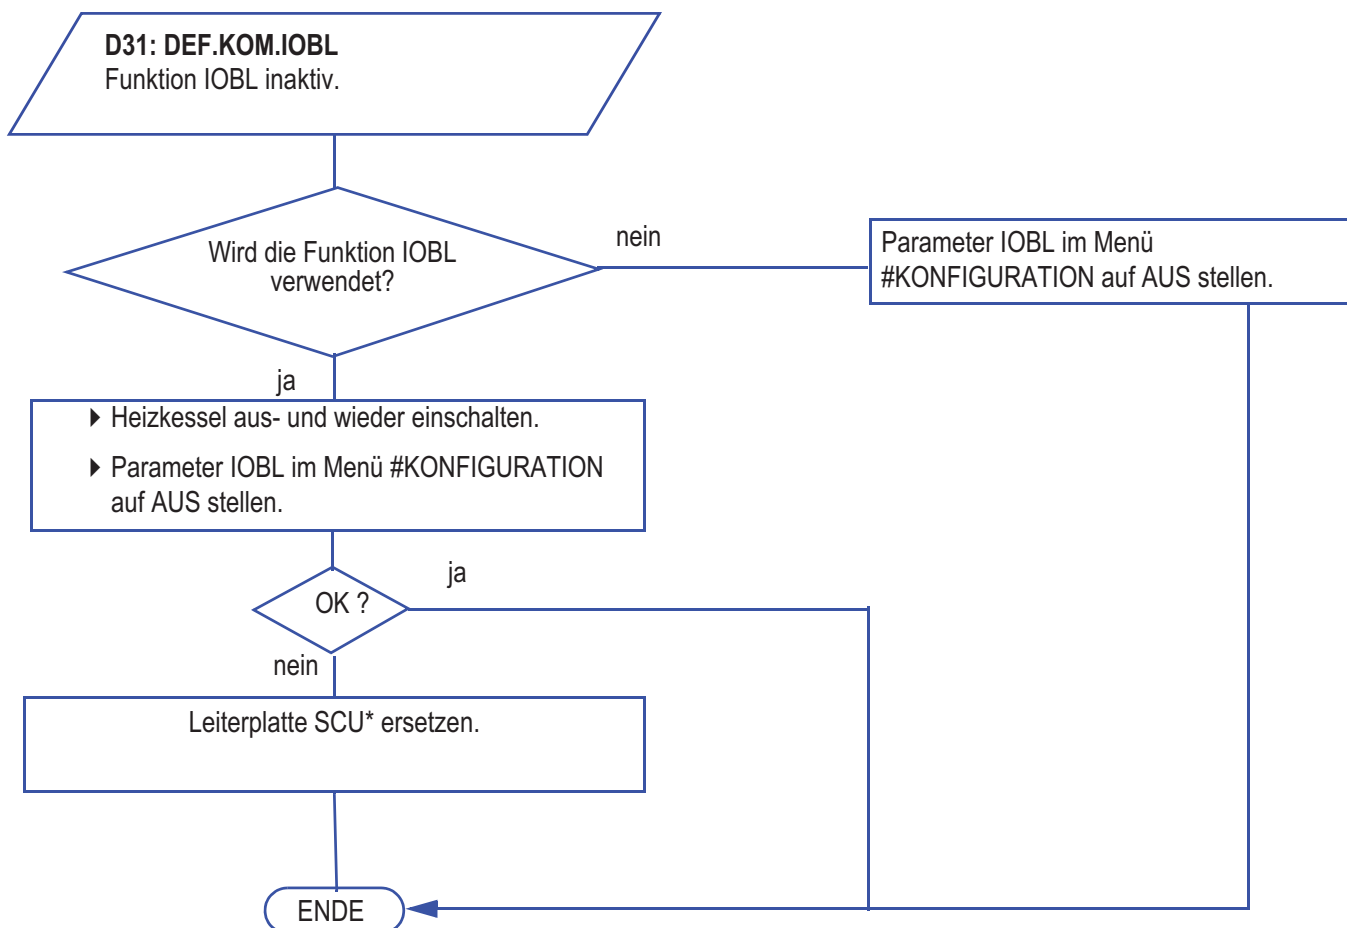 D31: DEF.KOM.IOBL
Funktion IOBL inaktiv.
Wird die Funktion IOBL
verwendet?
nein
Parameter IOBL im Menü
#KONFIGURATION auf AUS stellen.
ja
Heizkessel aus- und wieder einschalten.
Parameter IOBL im Menü #KONFIGURATION
auf AUS stellen.
OK ?
ja
nein
Leiterplatte SCU* ersetzen.
ENDE